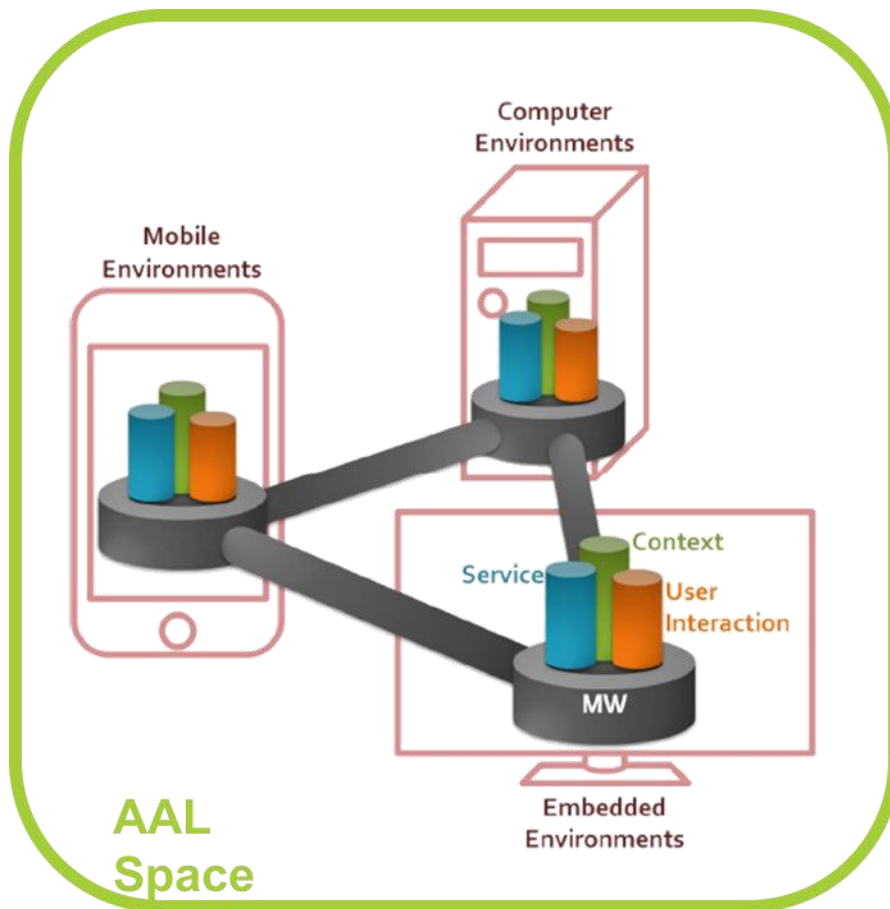 Computer
Environments
Mobile
Environments
Context
Service
User
Interaction
MW
Embedded
Environments
AAL
Space